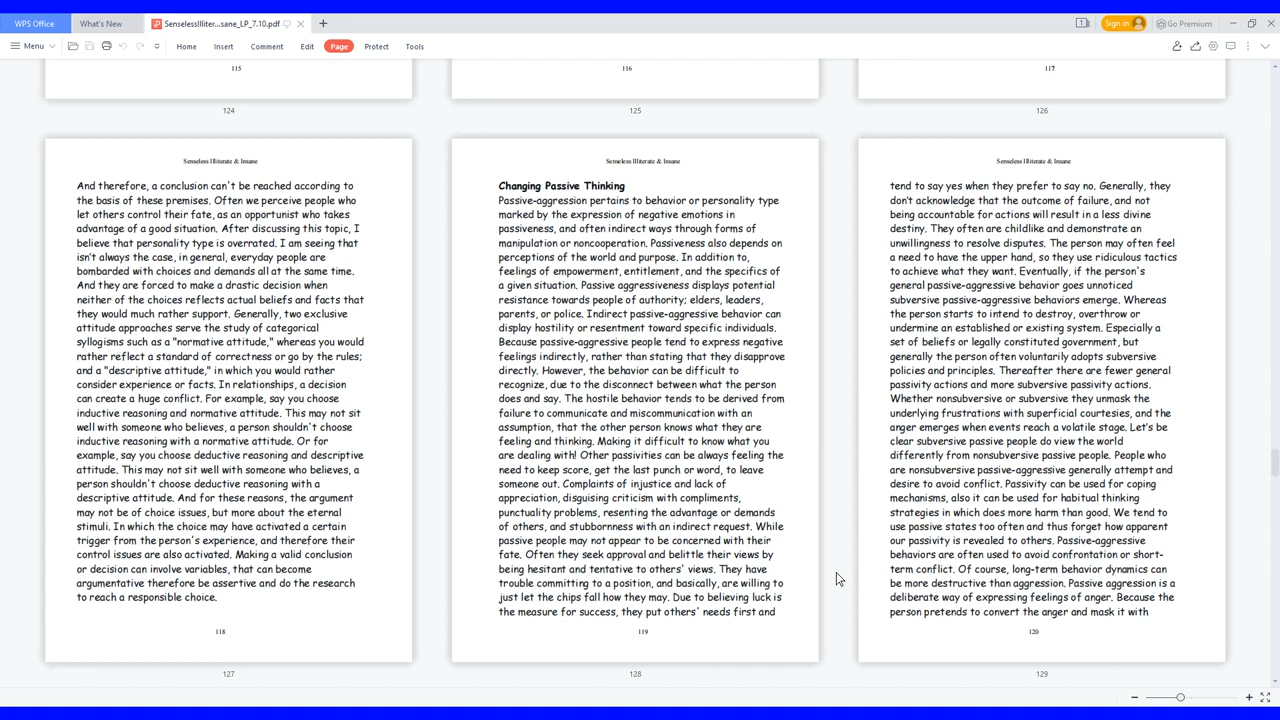 WPS Office
What's New
SenselessIlliter...sane_LP_7.10.pdf
Sign in
Go Premium
Menu
Home
Insert
Comment
Edit
Page
Protect
Tools
115
116
117
124
125
126
Senseless Illiterate & Insane
And therefore, a conclusion can't be reached according to
the basis of these premises. Often we perceive people who
let others control their fate, as an opportunist who takes
advantage of a good situation. After discussing this topic, I
believe that personality type is overrated. I am seeing that
isn't always the case, in general, everyday people are
bombarded with choices and demands all at the same time.
And they are forced to make a drastic decision when
neither of the choices reflects actual beliefs and facts that
they would much rather support. Generally, two exclusive
attitude approaches serve the study of categorical
syllogisms such as a "normative attitude," whereas you would
rather reflect a standard of correctness or go by the rules;
and a "descriptive attitude," in which you would rather
consider experience or facts. In relationships, a decision
can create a huge conflict. For example, say you choose
inductive reasoning and normative attitude. This may not sit
well with someone who believes, a person shouldn't choose
inductive reasoning with a normative attitude. Or for
example, say you choose deductive reasoning and descriptive
attitude. This may not sit well with someone who believes, a
person shouldn't choose deductive reasoning with a
descriptive attitude. And for these reasons, the argument
may not be of choice issues, but more about the eternal
stimuli. In which the choice may have activated a certain
trigger from the person's experience, and therefore their
control issues are also activated. Making a valid conclusion
or decision can involve variables, that can become
argumentative therefore be assertive and do the research
to reach a responsible choice.
118
127
Senseless Illiterate & Insane
Changing Passive Thinking
Passive-aggression pertains to behavior or personality type
marked by the expression of negative emotions in
passiveness, and often indirect ways through forms of
manipulation or noncooperation. Passiveness also depends on
perceptions of the world and purpose. In addition to,
feelings of empowerment, entitlement, and the specifics of
a given situation. Passive aggressiveness displays potential
resistance towards people of authority; elders, leaders,
parents, or police. Indirect passive-aggressive behavior can
display hostility or resentment toward specific individuals.
Because passive-aggressive people tend to express negative
feelings indirectly, rather than stating that they disapprove
directly. However, the behavior can be difficult to
recognize, due to the disconnect between what the person
does and say. The hostile behavior tends to be derived from
failure to communicate and miscommunication with an
assumption, that the other person knows what they are
feeling and thinking. Making it difficult to know what you
are dealing with! Other passivities can be always feeling the
need to keep score, get the last punch or word, to leave
someone out. Complaints of injustice and lack of
appreciation, disguising criticism with compliments,
punctuality problems, resenting the advantage or demands
of others, and stubbornness with an indirect request. While
passive people may not appear to be concerned with their
fate. Often they seek approval and belittle their views by
being hesitant and tentative to others' views. They have
trouble committing to a position, and basically, are willing to
just let the chips fall how they may. Due to believing luck is
the measure for success, they put others' needs first and
119
128
Senseless Illiterate & Insane
tend to say yes when they prefer to say no. Generally, they
don't acknowledge that the outcome of failure, and not
being accountable for actions will result in a less divine
destiny. They often are childlike and demonstrate an
unwillingness to resolve disputes. The person may often feel
a need to have the upper hand, so they use ridiculous tactics
to achieve what they want. Eventually, if the person's
general passive-aggressive behavior goes unnoticed
subversive passive-aggressive behaviors emerge. Whereas
the person starts to intend to destroy, overthrow or
undermine an established or existing system. Especially a
set of beliefs or legally constituted government, but
generally the person often voluntarily adopts subversive
policies and principles. Thereafter there are fewer general
passivity actions and more subversive passivity actions.
Whether nonsubversive or subversive they unmask the
underlying frustrations with superficial courtesies, and the
anger emerges when events reach a volatile stage. Let's be
clear subversive passive people do view the world
differently from nonsubversive passive people. People who
are nonsubversive passive-aggressive generally attempt and
desire to avoid conflict. Passivity can be used for coping
mechanisms, also it can be used for habitual thinking
strategies in which does more harm than good. We tend to
use passive states too often and thus forget how apparent
our passivity is revealed to others. Passive-aggressive
behaviors are often used to avoid confrontation or short-
term conflict. Of course, long-term behavior dynamics can
be more destructive than aggression. Passive aggression is a
deliberate way of expressing feelings of anger. Because the
person pretends to convert the anger and mask it with
120
129